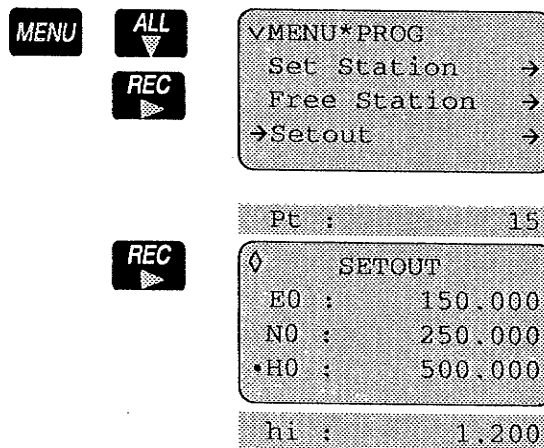 MENU
ALL
REC
∨MENU*PROG
Set Station →
Free Station →
→Setout →
Pt : 15
REC
◊ SETOUT
E0 : 150.000
N0 : 250.000
•H0 : 500.000
hi : 1.200